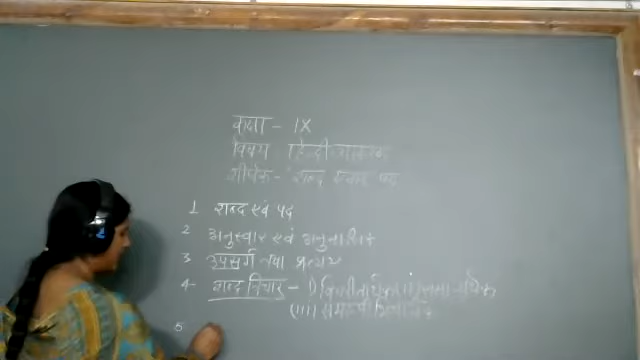 कक्षा - IX
विषय हिन्दी व्याकरण
शीर्षक - शब्द एवं पद
1 शब्द एवं पद
2 अनुस्वार एवं अनुनासिक
3 उपसर्ग तथा प्रत्यय
4- शब्द विचार - i)
(iii)
5